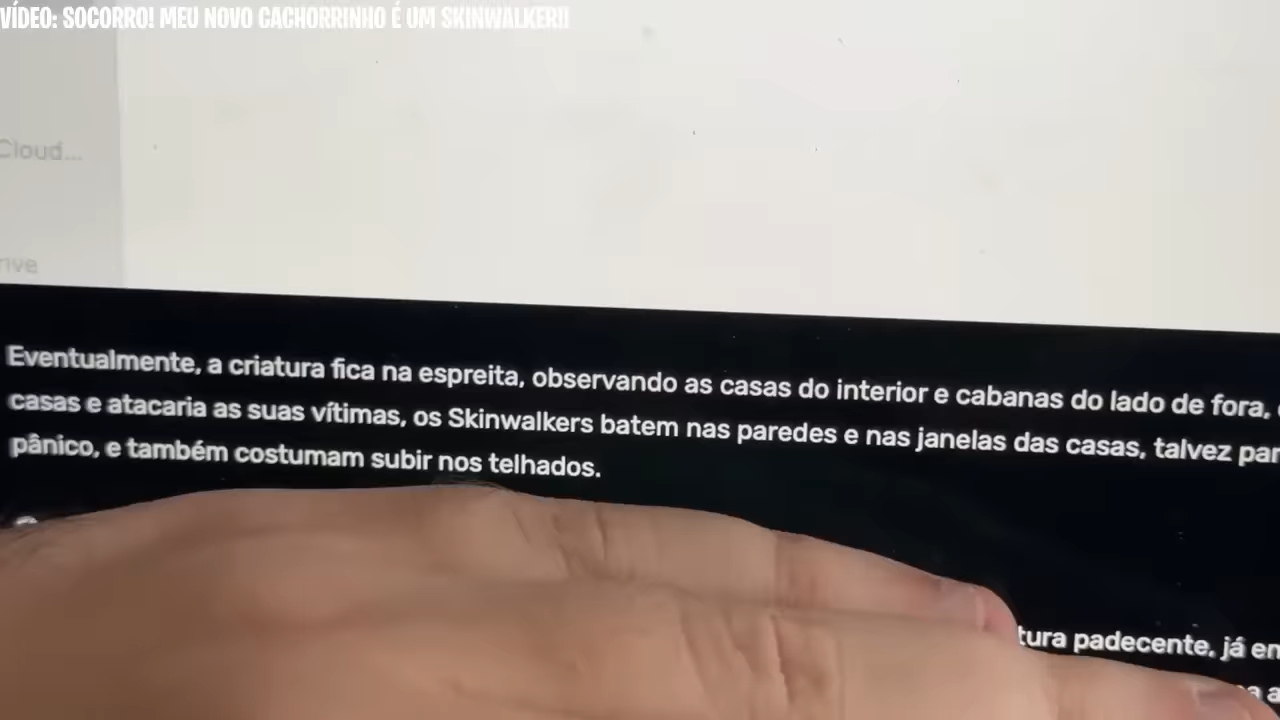 VÍDEO: SOCORRO! MEU NOVO CACHORRINHO É UM SKINWALKER!!
Cloud...
rive
Eventualmente, a criatura fica na espreita, observando as casas do interior e cabanas do lado de fora,
casas e atacaria as suas vítimas, os Skinwalkers batem nas paredes e nas janelas das casas, talvez par
pânico, e também costumam subir nos telhados.
tura padecente, já en